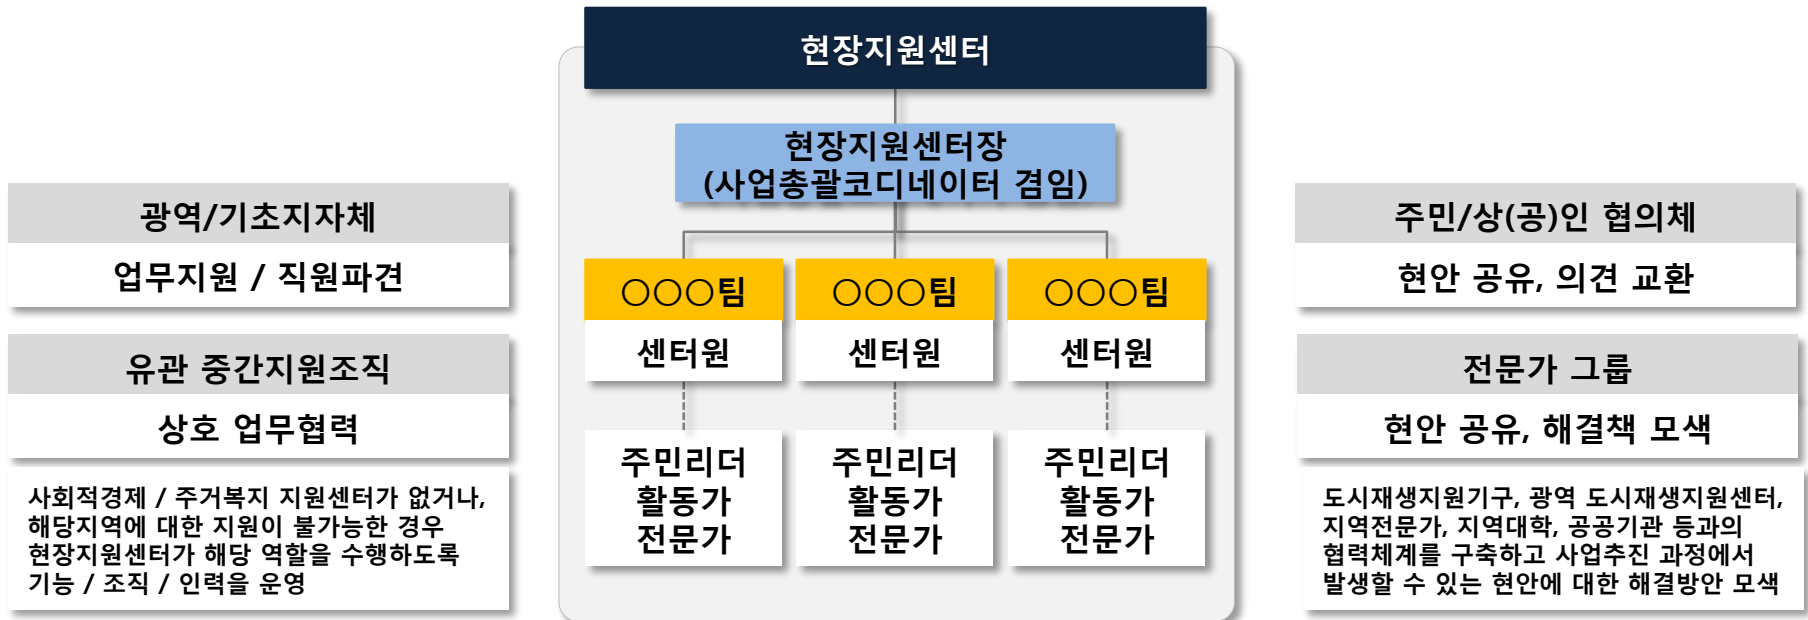 현장지원센터
현장지원센터장
(사업총괄코디네이터 겸임)
○○○팀
센터원
주민리더
활동가
전문가
○○○팀
센터원
주민리더
활동가
전문가
○○○팀
센터원
주민리더
활동가
전문가
광역/기초지자체
업무지원 / 직원파견
유관 중간지원조직
상호 업무협력
사회적경제 / 주거복지 지원센터가 없거나,
해당지역에 대한 지원이 불가능한 경우
현장지원센터가 해당 역할을 수행하도록
기능 / 조직 / 인력을 운영
주민/상(공)인 협의체
현안 공유, 의견 교환
전문가 그룹
현안 공유, 해결책 모색
도시재생지원기구, 광역 도시재생지원센터,
지역전문가, 지역대학, 공공기관 등과의
협력체계를 구축하고 사업추진 과정에서
발생할 수 있는 현안에 대한 해결방안 모색